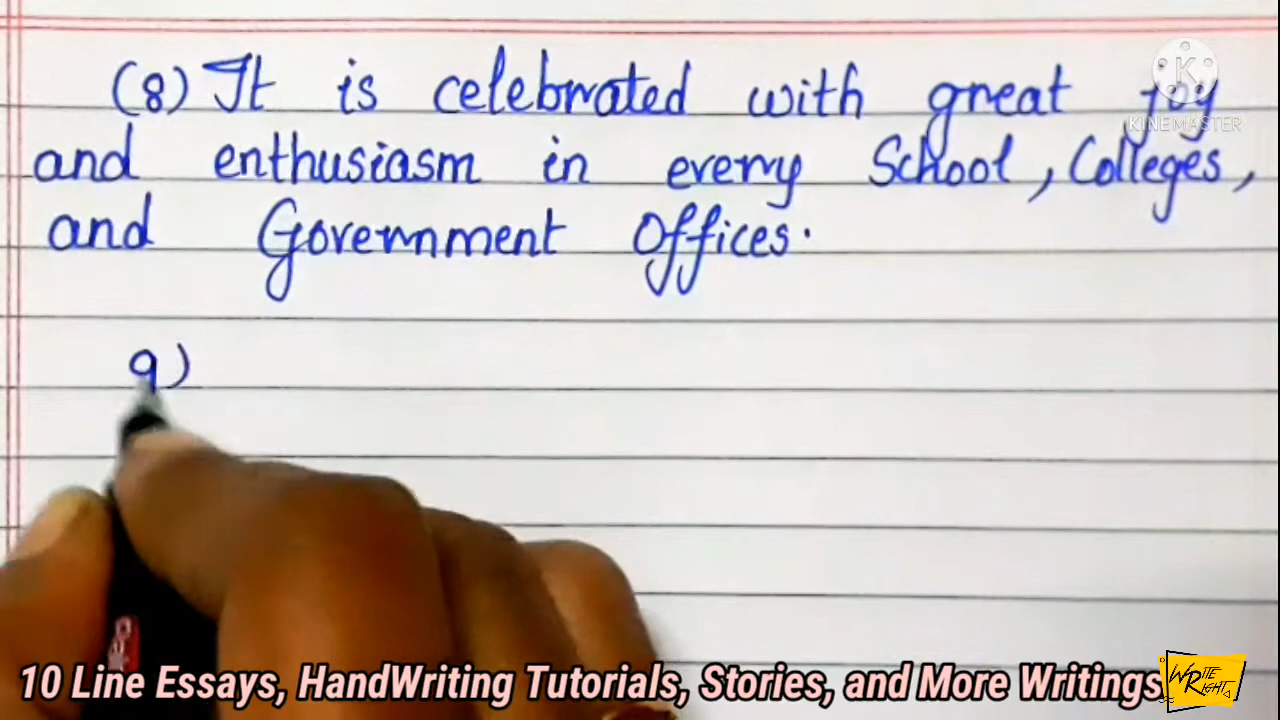 (8) It is celebrated with great joy
KINEMASTER
and enthusiasm in every School, Colleges,
and Government Offices.
9)
10 Line Essays, HandWriting Tutorials, Stories, and More Writings
WRITE
RIGHT